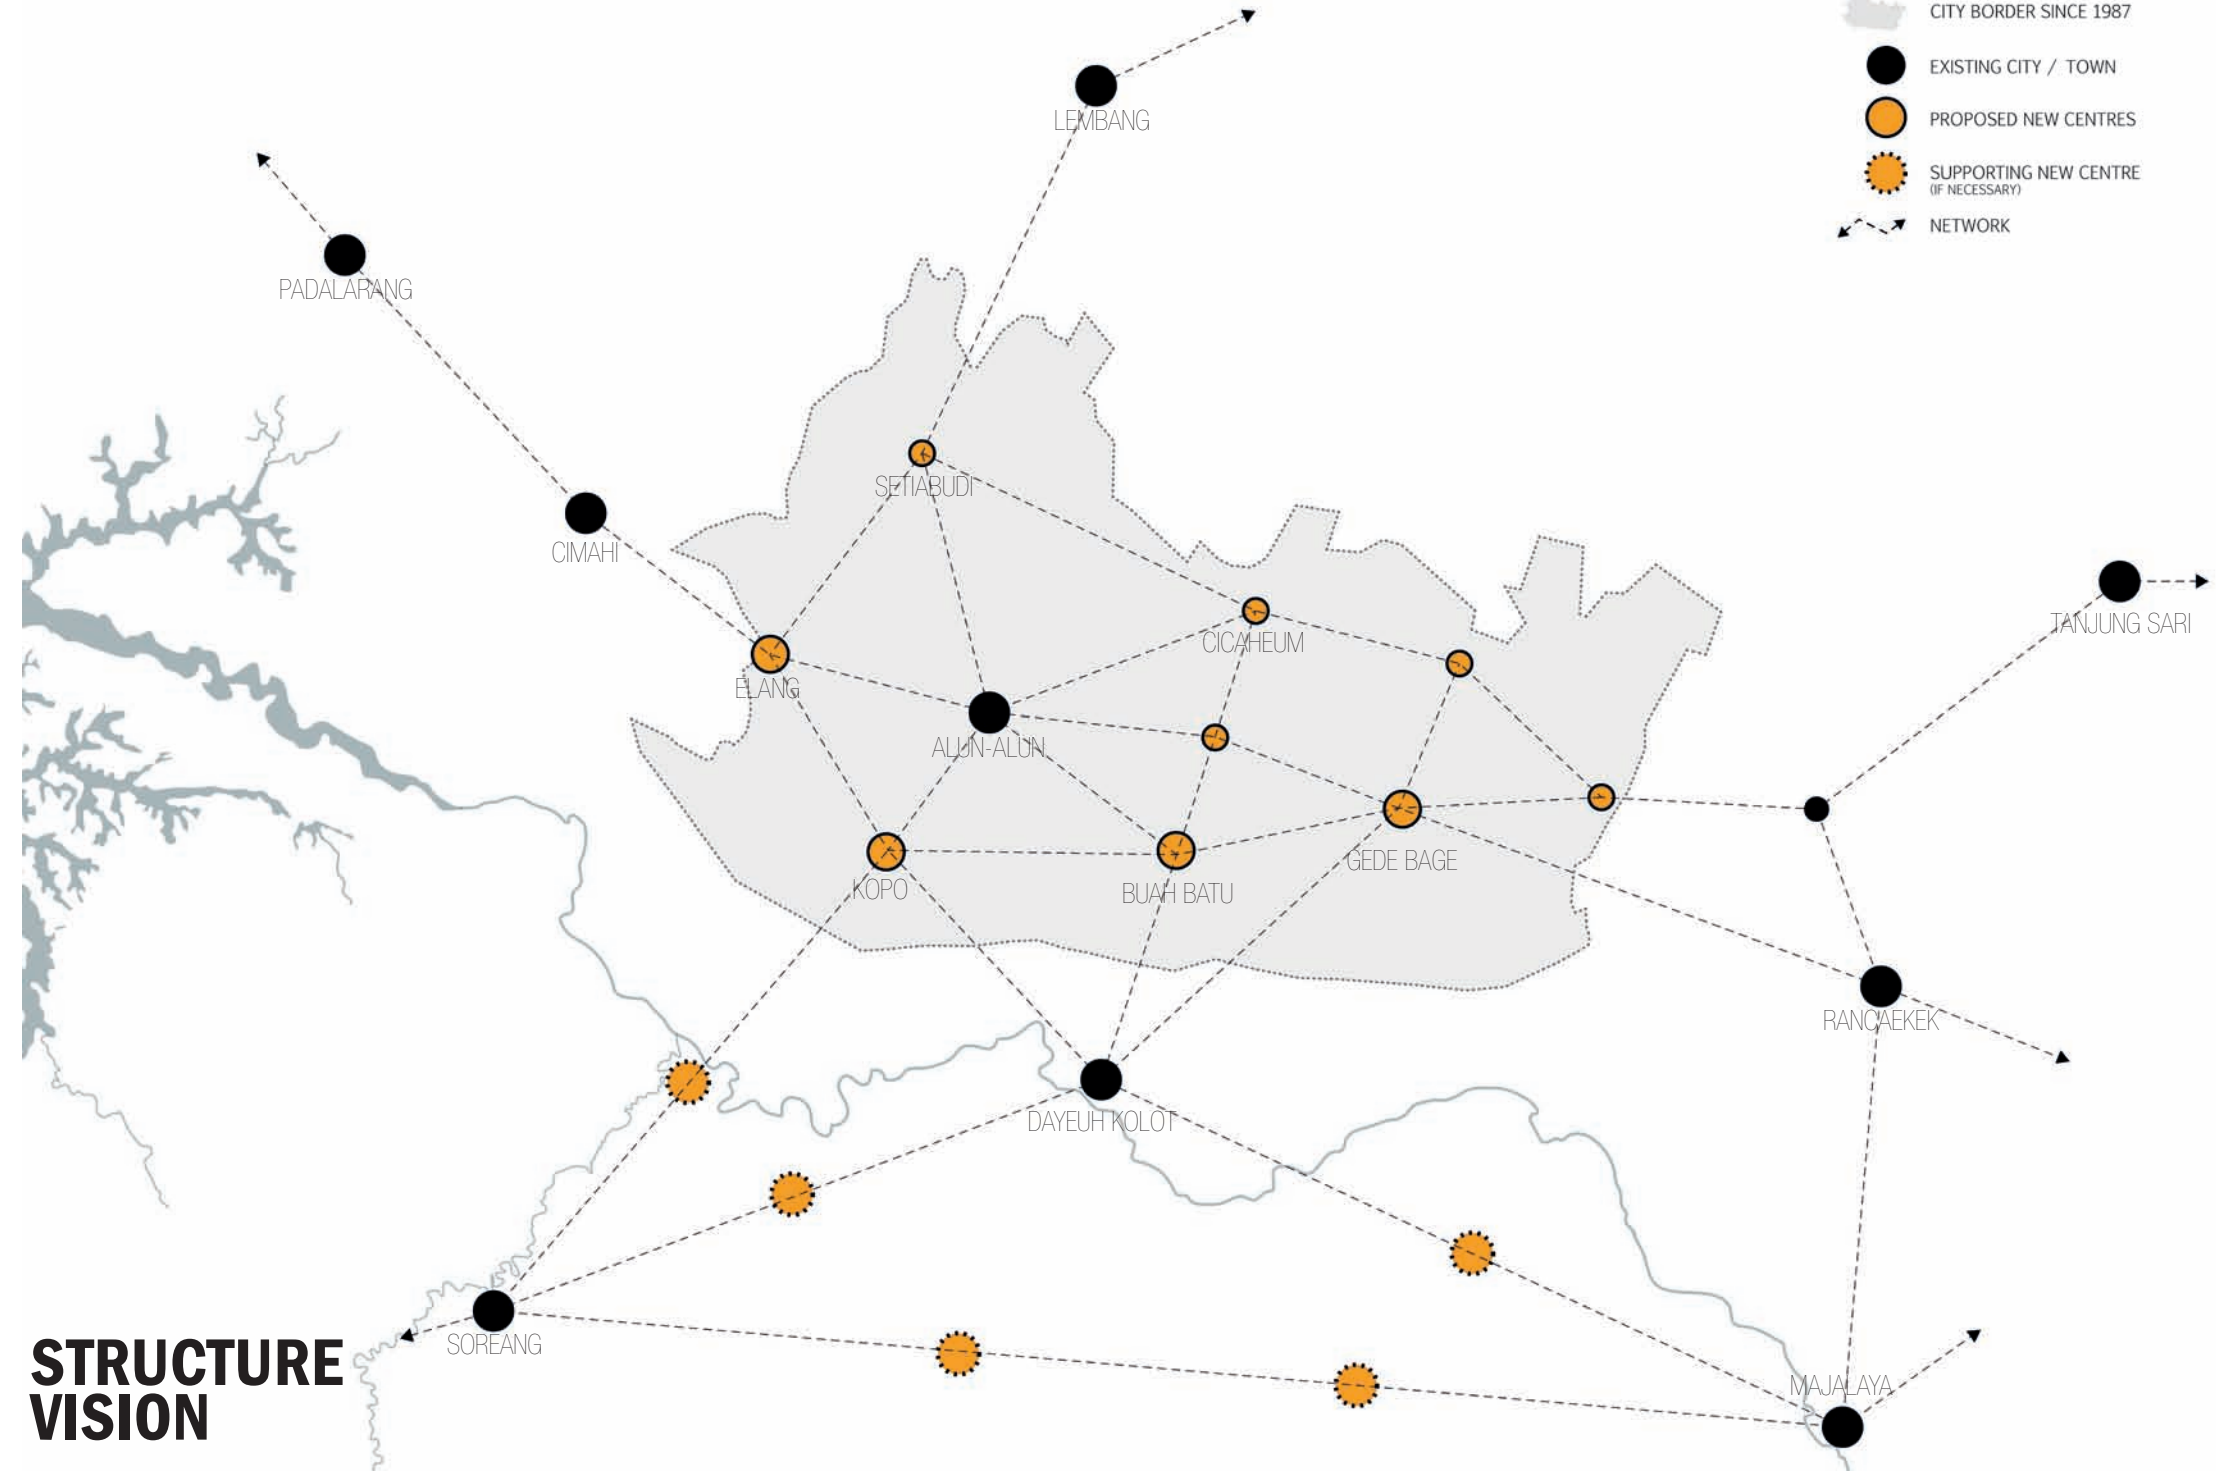 CITY BORDER SINCE 1987
EXISTING CITY / TOWN
PROPOSED NEW CENTRES
SUPPORTING NEW CENTRE
(IF NECESSARY)
NETWORK
LEMBANG
PADALARANG
SETIABUDI
CIMAHI
TANJUNG SARI
CICAHEUM
ELANG
ALUN-ALUN
GEDE BAGE
KOPO
BUAH BATU
RANCAEKEK
DAYEUH KOLOT
SOREANG
MAJALAYA
STRUCTURE
VISION